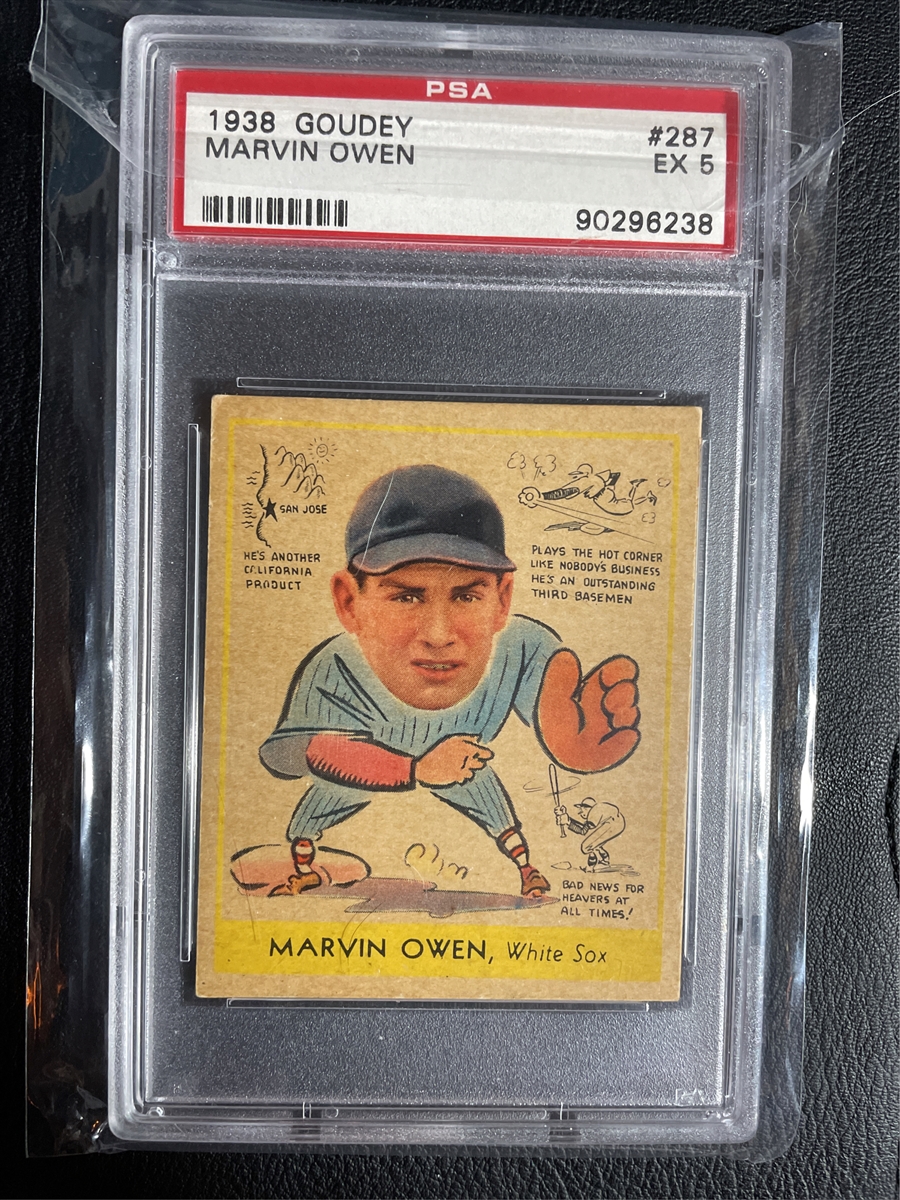 PSA
1938 GOUDEY #287
MARVIN OWEN EX 5
90296238
SAN JOSE
HE'S ANOTHER
CALIFORNIA
PRODUCT
PLAYS THE HOT CORNER
LIKE NOBODY'S BUSINESS
HE'S AN OUTSTANDING
THIRD BASEMEN
BAD NEWS FOR
HEAVERS AT
ALL TIMES!
MARVIN OWEN, White Sox